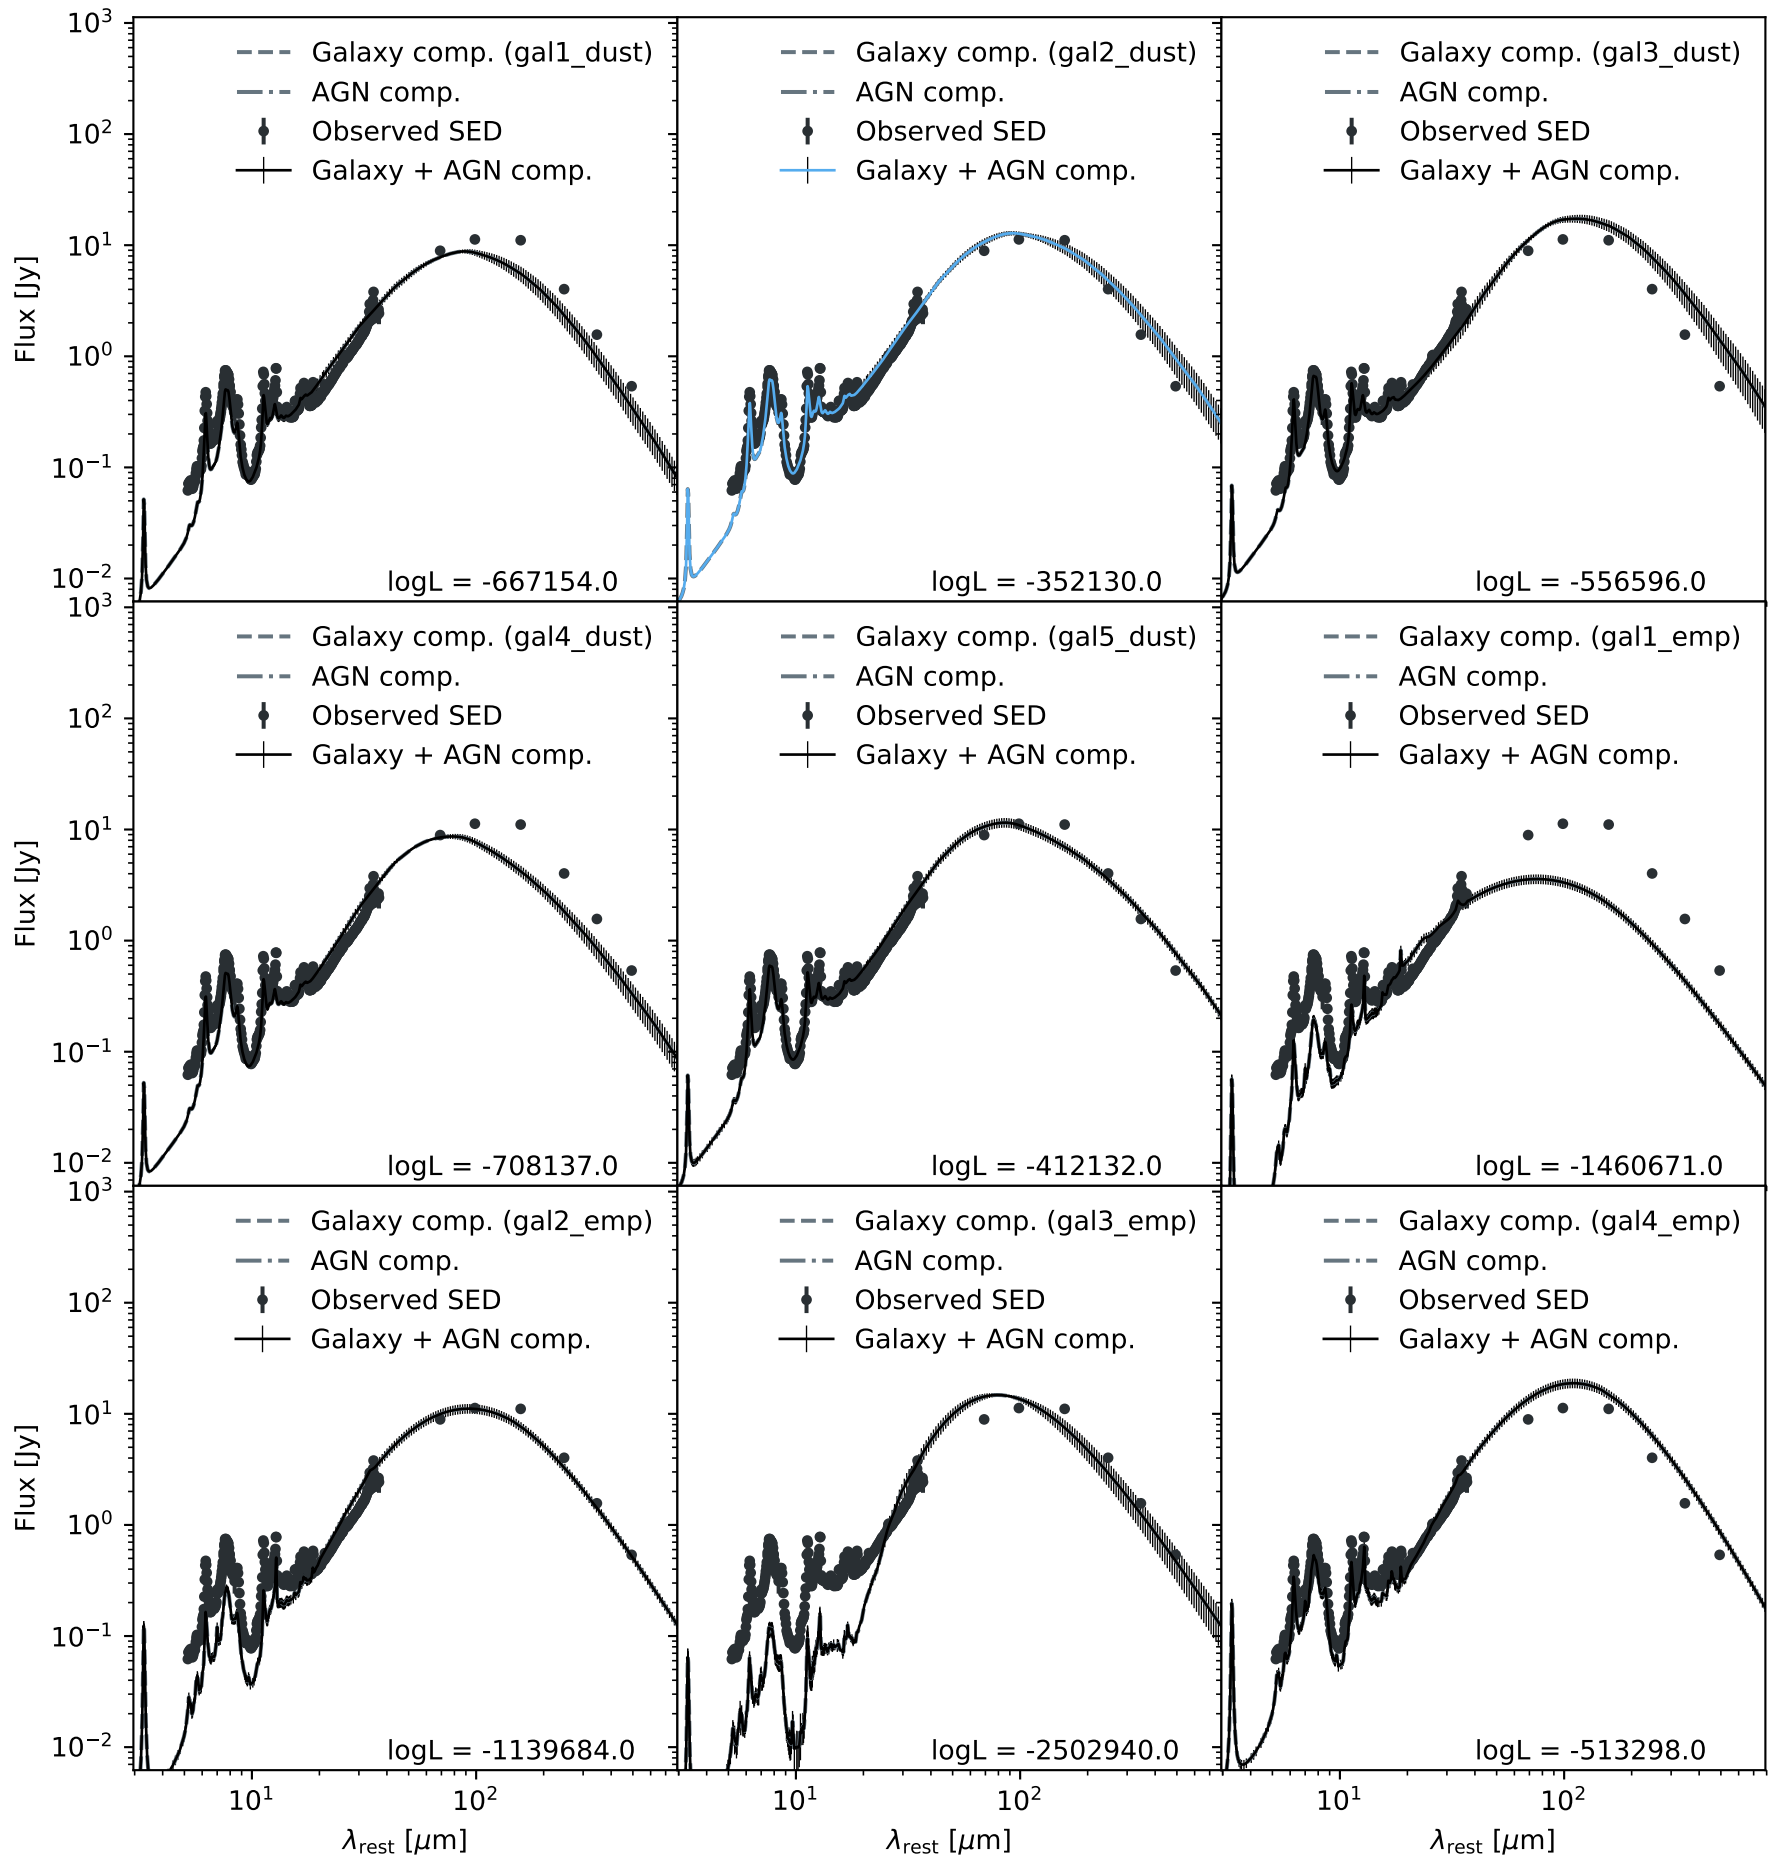 Galaxy comp. (gal1_dust)
AGN comp.
Observed SED
Galaxy + AGN comp.
logL = -667154.0
Flux [Jy]
10³
10²
10¹
10⁰
10⁻¹
10⁻²
Galaxy comp. (gal2_dust)
AGN comp.
Observed SED
Galaxy + AGN comp.
logL = -352130.0
Galaxy comp. (gal3_dust)
AGN comp.
Observed SED
Galaxy + AGN comp.
logL = -556596.0
Galaxy comp. (gal4_dust)
AGN comp.
Observed SED
Galaxy + AGN comp.
logL = -708137.0
Flux [Jy]
10³
10²
10¹
10⁰
10⁻¹
10⁻²
Galaxy comp. (gal5_dust)
AGN comp.
Observed SED
Galaxy + AGN comp.
logL = -412132.0
Galaxy comp. (gal1_emp)
AGN comp.
Observed SED
Galaxy + AGN comp.
logL = -1460671.0
Galaxy comp. (gal2_emp)
AGN comp.
Observed SED
Galaxy + AGN comp.
logL = -1139684.0
Flux [Jy]
10³
10²
10¹
10⁰
10⁻¹
10⁻²
10¹
10²
λrest [μm]
Galaxy comp. (gal3_emp)
AGN comp.
Observed SED
Galaxy + AGN comp.
logL = -2502940.0
10¹
10²
λrest [μm]
Galaxy comp. (gal4_emp)
AGN comp.
Observed SED
Galaxy + AGN comp.
logL = -513298.0
10¹
10²
λrest [μm]